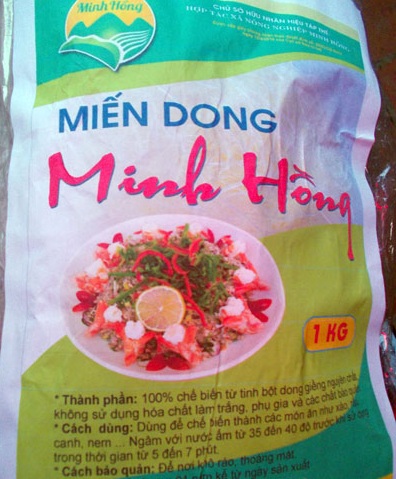 Minh Hồng
CHỦ SỞ HỮU NHÃN HIỆU TẬP THỂ:
HỢP TÁC XÃ NÔNG NGHIỆP MINH HỒNG
MIẾN DONG
Minh Hồng
1 KG
* Thành phần: 100% chế biến từ tinh bột dong giềng nguyên chất,
không sử dụng hóa chất làm trắng, phụ gia và các chất bảo quản
* Cách dùng: Dùng để chế biến thành các món ăn như xào,
canh, nem ... Ngâm với nước ấm từ 35 đến 40 độ trước khi sử dụng
trong thời gian từ 5 đến 7 phút.
* Cách bảo quản: Để nơi khô ráo, thoáng mát.
kể từ ngày sản xuất